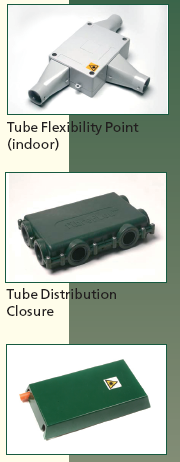 Tube Flexibility Point
(indoor)
Tube Distribution
Closure